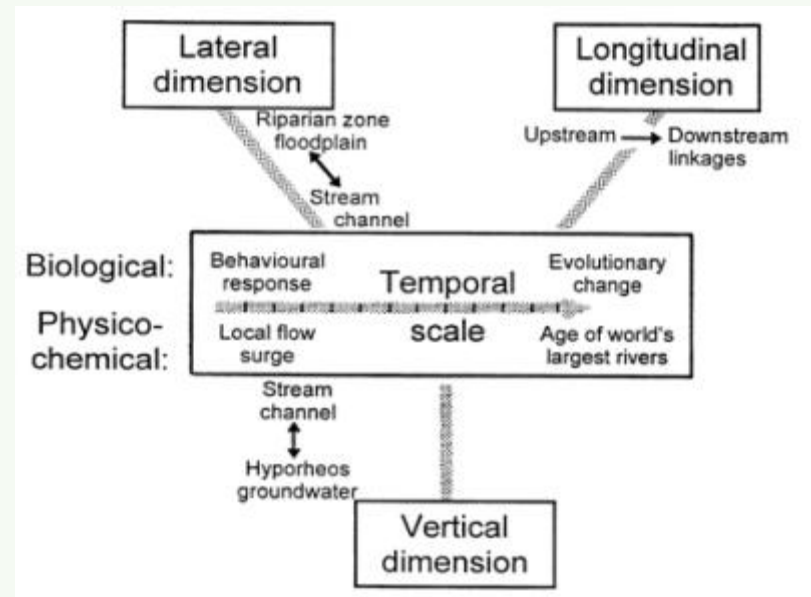 Lateral
dimension
Longitudinal
dimension
Riparian zone
floodplain
Stream
channel
Upstream
Downstream
linkages
Biological:
Behavioural
response
Temporal
Evolutionary
change
Physico-
chemical:
Local flow
surge
scale
Age of world's
largest rivers
Stream
channel
Hyporheos
groundwater
Vertical
dimension